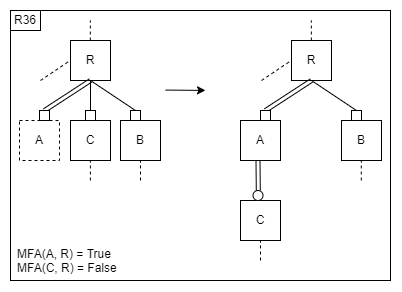 R36
R
R
A
C
B
A
B
C
MFA(A, R) = True
MFA(C, R) = False